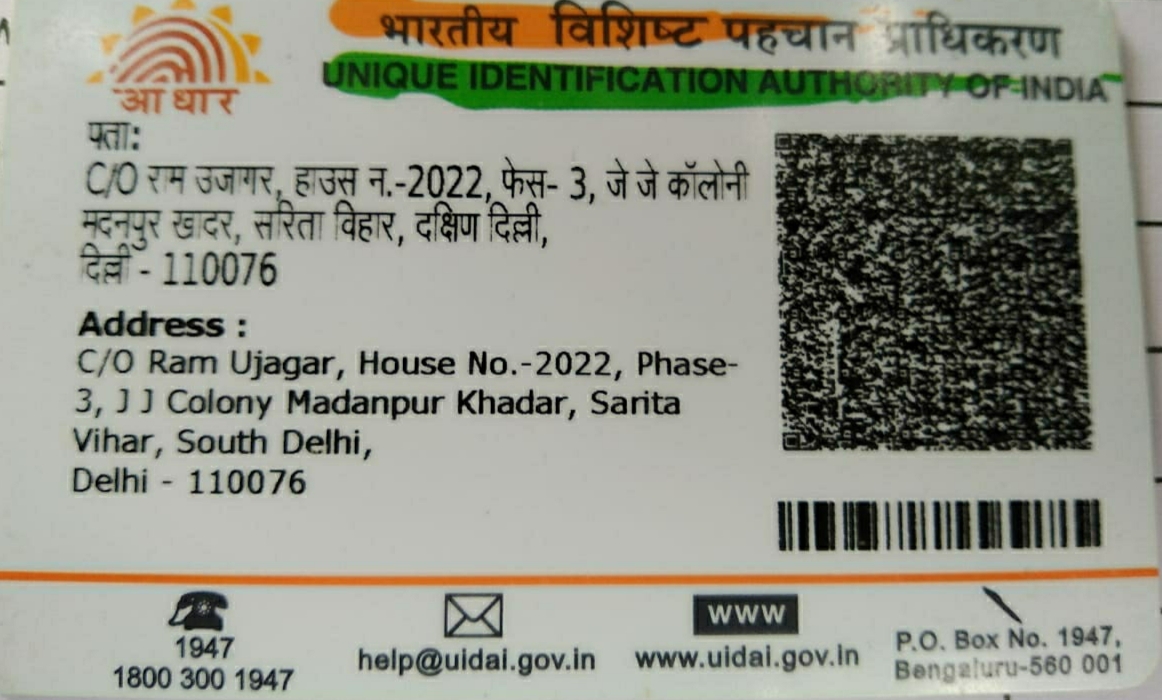 भारतीय विशिष्ट पहचान प्राधिकरण
UNIQUE IDENTIFICATION AUTHORITY OF INDIA
आधार
पता:
C/O राम उजागर, हाउस न.-2022, फेस- 3, जे जे कॉलोनी
मदनपुर खादर, सरिता विहार, दक्षिण दिल्ली,
दिल्ली - 110076
Address :
C/O Ram Ujagar, House No.-2022, Phase-
3, J J Colony Madanpur Khadar, Sarita
Vihar, South Delhi,
Delhi - 110076
1947
1800 300 1947
help@uidai.gov.in
www
www.uidai.gov.in
P.O. Box No. 1947,
Bengaluru-560 001